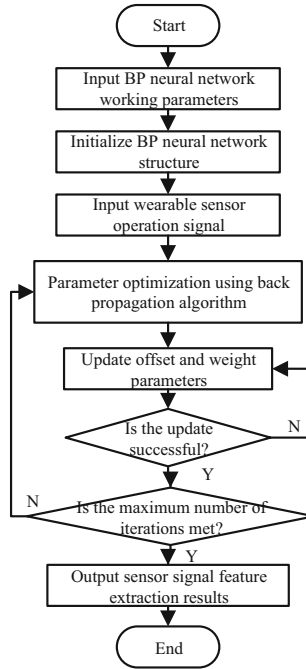 Start
Input BP neural network
working parameters
Initialize BP neural network
structure
Input wearable sensor
operation signal
Parameter optimization using back
propagation algorithm
Update offset and weight
parameters
Is the update
successful?
N
Y
N
Is the maximum number of
iterations met?
Y
Output sensor signal feature
extraction results
End